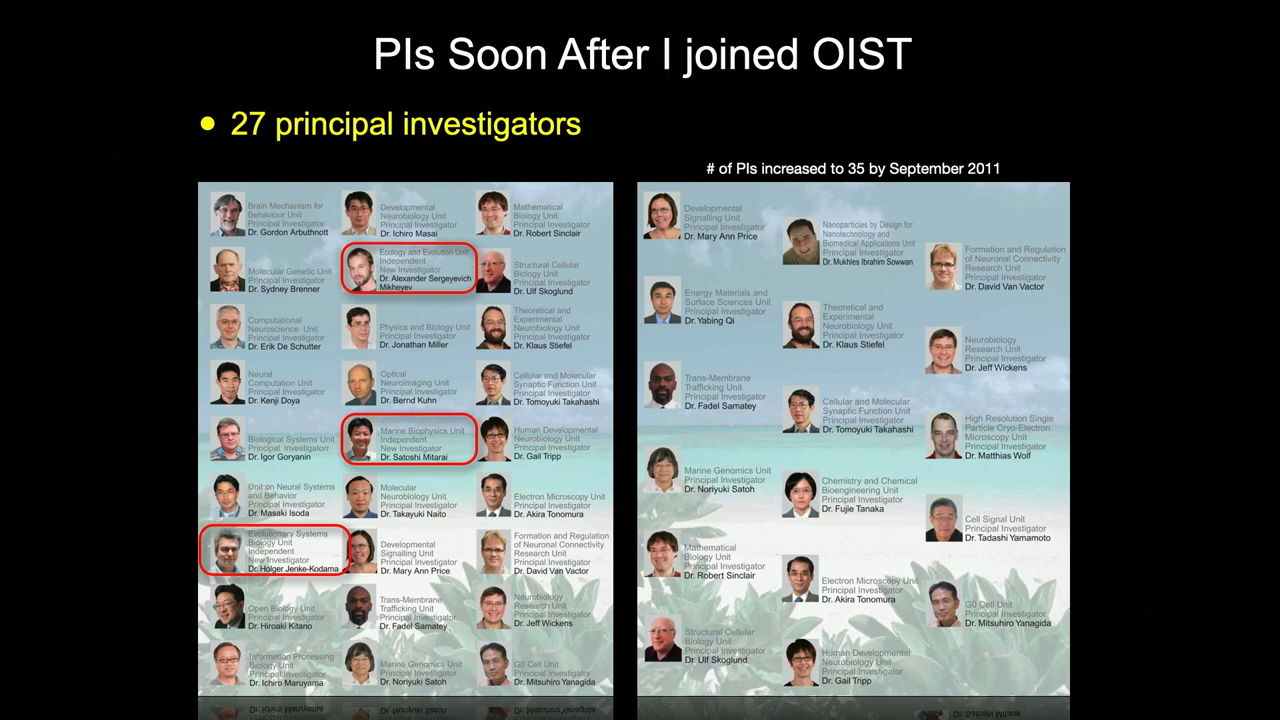 PIs Soon After I joined OIST
• 27 principal investigators
# of PIs increased to 35 by September 2011
Brain Mechanism for
Behaviour Unit
Principal Investigator
Dr. Gordon Arbuthnott
Molecular Genetic Unit
Principal Investigator
Dr. Sydney Brenner
Computational
Neuroscience Unit
Principal Investigator
Dr. Erik De Schutter
Neural
Computation Unit
Principal Investigator
Dr. Kenji Doya
Biological Systems Unit
Principal Investigator
Dr. Igor Goryanin
Unit on Neural Systems
and Behavior
Principal Investigator
Dr. Masaki Isoda
Evolutionary Systems
Biology Unit
Independent
New Investigator
Dr. Holger Jenke-Kodama
Open Biology Unit
Principal Investigator
Dr. Hiroaki Kitano
Information Processing
Biology Unit
Principal Investigator
Dr. Ichiro Maruyama
Developmental
Neurobiology Unit
Principal Investigator
Dr. Ichiro Masai
Ecology and Evolution Unit
Independent
New Investigator
Dr. Alexander Sergeyevich
Mikheyev
Physics and Biology Unit
Principal Investigator
Dr. Jonathan Miller
Optical
Neuroimaging Unit
Principal Investigator
Dr. Bernd Kuhn
Marine Biophysics Unit
Independent
New Investigator
Dr. Satoshi Mitarai
Molecular
Neurobiology Unit
Principal Investigator
Dr. Takayuki Naito
Developmental
Signalling Unit
Principal Investigator
Dr. Mary Ann Price
Trans-Membrane
Trafficking Unit
Principal Investigator
Dr. Fadel Samatey
Marine Genomics Unit
Principal Investigator
Dr. Noriyuki Satoh
Mathematical
Biology Unit
Principal Investigator
Dr. Robert Sinclair
Structural Cellular
Biology Unit
Principal Investigator
Dr. Ulf Skoglund
Theoretical and
Experimental
Neurobiology Unit
Principal Investigator
Dr. Klaus Stiefel
Cellular and Molecular
Synaptic Function Unit
Principal Investigator
Dr. Tomoyuki Takahashi
Human Developmental
Neurobiology Unit
Principal Investigator
Dr. Gail Tripp
Electron Microscopy Unit
Principal Investigator
Dr. Akira Tonomura
Formation and Regulation
of Neuronal Connectivity
Research Unit
Principal Investigator
Dr. David Van Vactor
Neurobiology
Research Unit
Principal Investigator
Dr. Jeff Wickens
G0 Cell Unit
Principal Investigator
Dr. Mitsuhiro Yanagida
Developmental
Signalling Unit
Principal Investigator
Dr. Mary Ann Price
Energy Materials and
Surface Sciences Unit
Principal Investigator
Dr. Yabing Qi
Trans-Membrane
Trafficking Unit
Principal Investigator
Dr. Fadel Samatey
Marine Genomics Unit
Principal Investigator
Dr. Noriyuki Satoh
Mathematical
Biology Unit
Principal Investigator
Dr. Robert Sinclair
Structural Cellular
Biology Unit
Principal Investigator
Dr. Ulf Skoglund
Nanoparticles by Design for
Nanotechnology and
Biomedical Applications Unit
Principal Investigator
Dr. Mukhles Ibrahim Sowwan
Theoretical and
Experimental
Neurobiology Unit
Principal Investigator
Dr. Klaus Stiefel
Cellular and Molecular
Synaptic Function Unit
Principal Investigator
Dr. Tomoyuki Takahashi
Chemistry and Chemical
Bioengineering Unit
Principal Investigator
Dr. Fujie Tanaka
Electron Microscopy Unit
Principal Investigator
Dr. Akira Tonomura
Human Developmental
Neurobiology Unit
Principal Investigator
Dr. Gail Tripp
Formation and Regulation
of Neuronal Connectivity
Research Unit
Principal Investigator
Dr. David Van Vactor
Neurobiology
Research Unit
Principal Investigator
Dr. Jeff Wickens
High Resolution Single
Particle Cryo-Electron
Microscopy Unit
Principal Investigator
Dr. Matthias Wolf
Cell Signal Unit
Principal Investigator
Dr. Tadashi Yamamoto
G0 Cell Unit
Principal Investigator
Dr. Mitsuhiro Yanagida